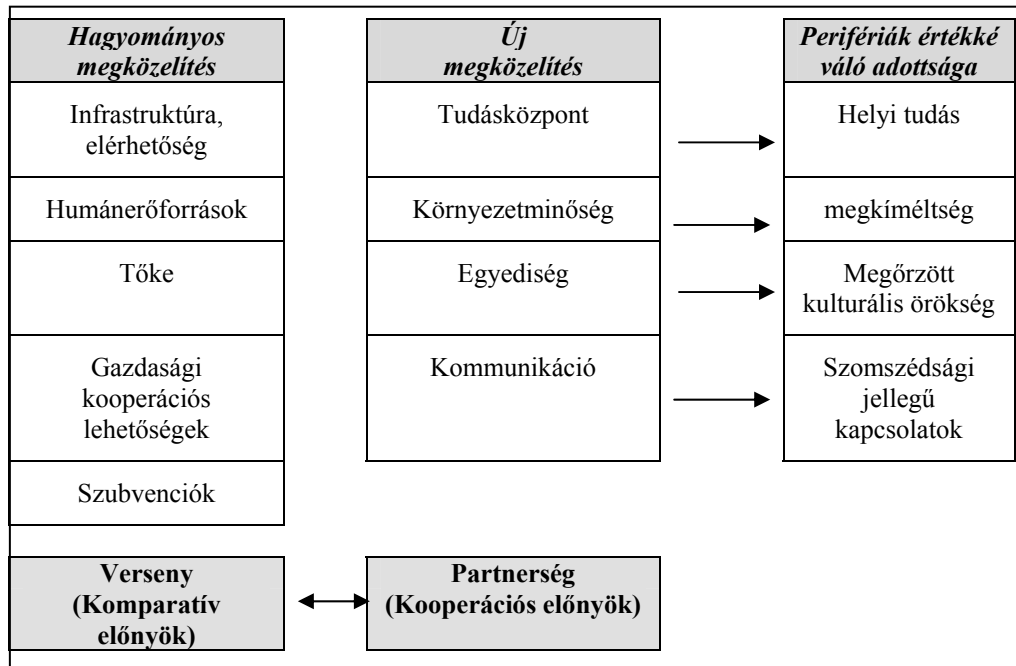 Hagyományos
megközelítés
Infrastruktúra,
elérhetőség
Humánerőforrások
Tőke
Gazdasági
kooperációs
lehetőségek
Szubvenciók
Verseny
(Komparatív
előnyök)
Új
megközelítés
Tudásközpont
Környezetminőség
Egyediség
Kommunikáció
Partnerség
(Kooperációs előnyök)
Perifériák értékké
váló adottsága
Helyi tudás
megkíméltség
Megőrzött
kulturális örökség
Szomszédsági
jellegű
kapcsolatok